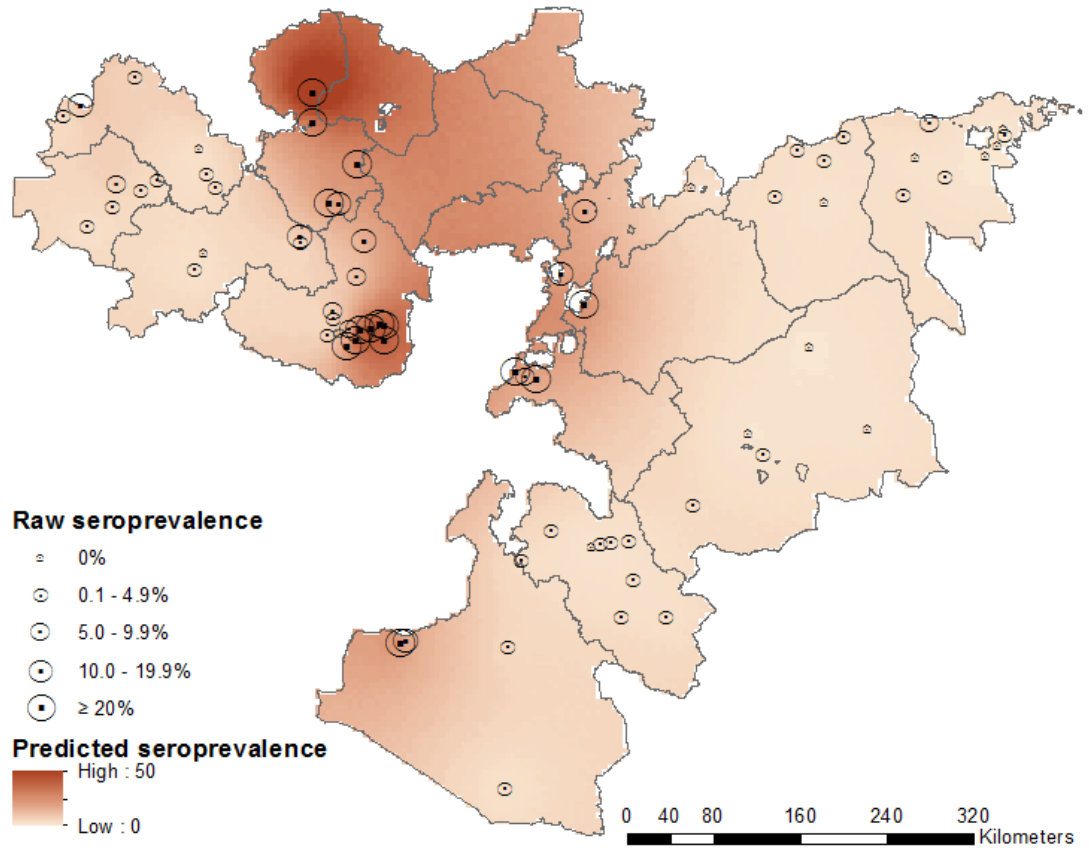 Raw seroprevalence
0%
0.1 - 4.9%
5.0 - 9.9%
10.0 - 19.9%
≥ 20%
Predicted seroprevalence
High : 50
Low : 0
0 40 80 160 240 320
Kilometers